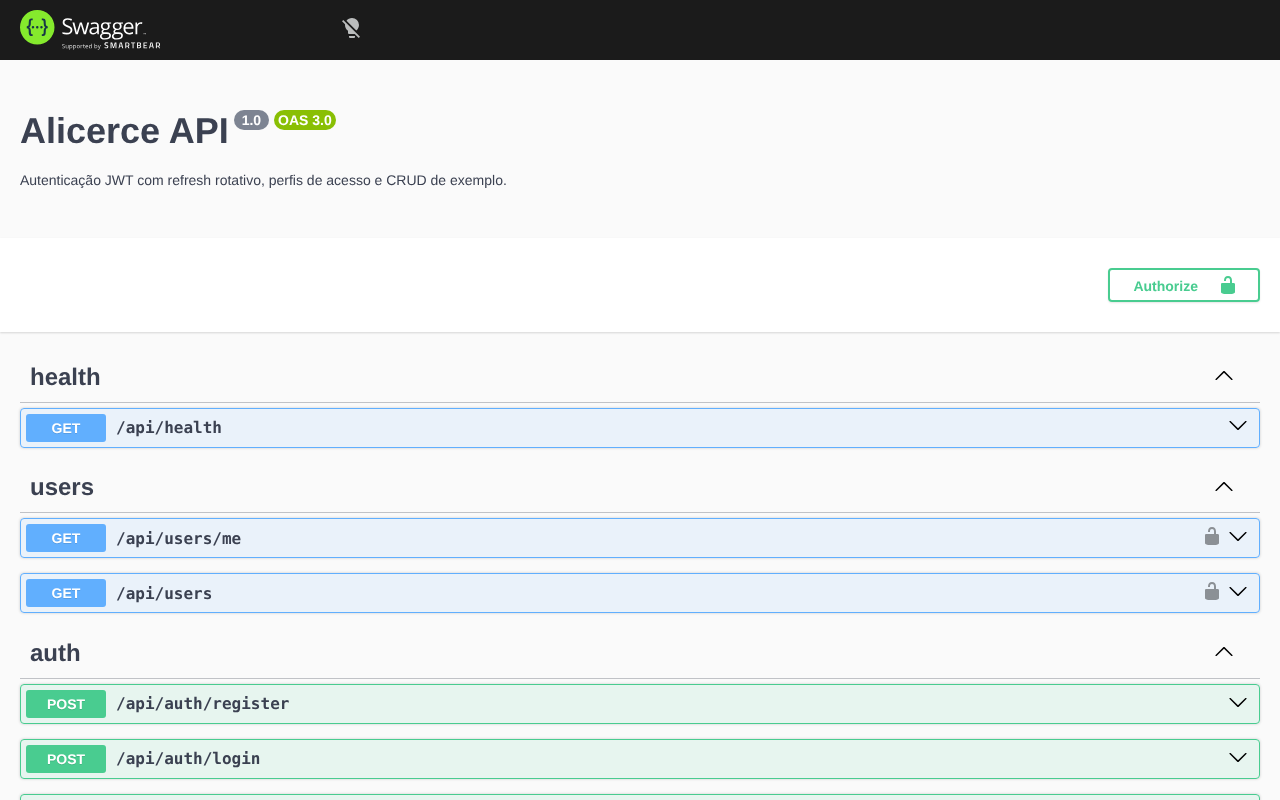 Swagger
Supported by SMARTBEAR
Alicerce API 1.0 OAS 3.0
Autenticação JWT com refresh rotativo, perfis de acesso e CRUD de exemplo.
Authorize
health
GET /api/health
users
GET /api/users/me
GET /api/users
auth
POST /api/auth/register
POST /api/auth/login